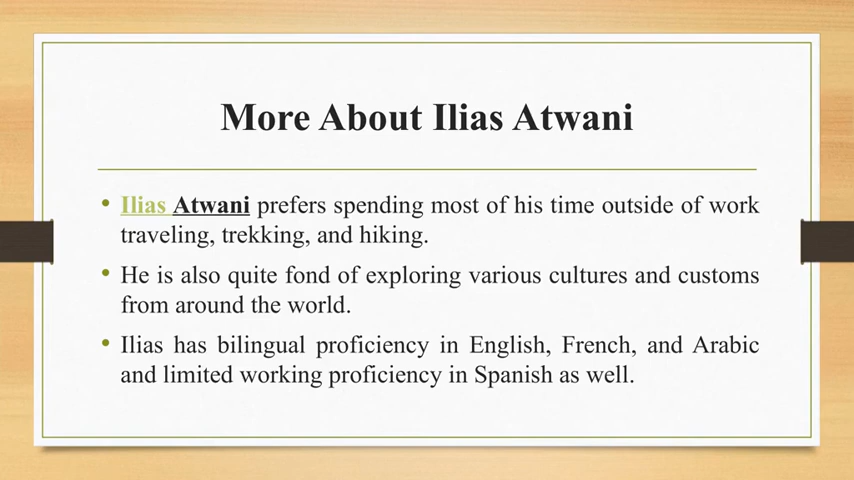 More About Ilias Atwani
• Ilias Atwani prefers spending most of his time outside of work
traveling, trekking, and hiking.
• He is also quite fond of exploring various cultures and customs
from around the world.
• Ilias has bilingual proficiency in English, French, and Arabic
and limited working proficiency in Spanish as well.